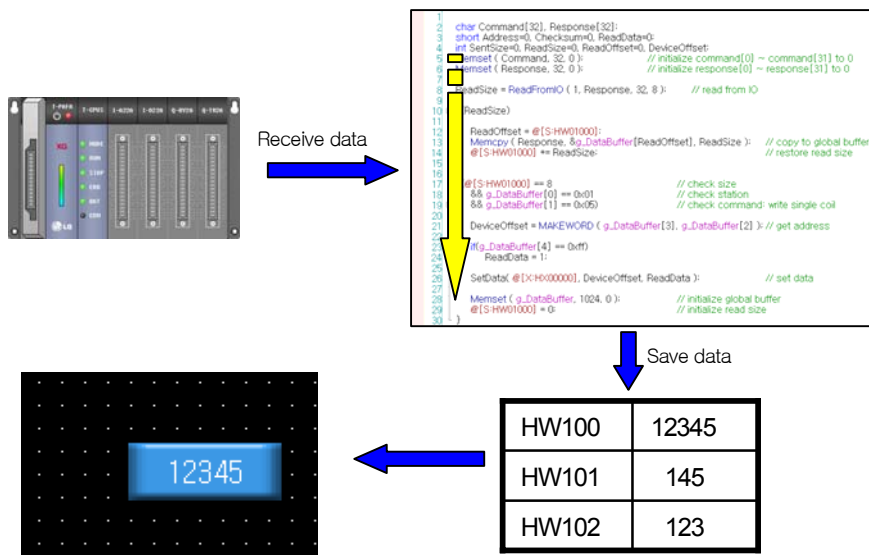 I-PNFB I-CPU5 I-A22N I-D22A Q-RY2N Q-TR2N
LG
Receive data
1
2 char Command[32], Response[32];
3 short Address=0, Checksum=0, ReadData=0;
4 int SentSize=0, ReadSize=0, ReadOffset=0, DeviceOffset;
5 Memset ( Command, 32, 0 ); // initialize command[0] ~ command[31] to 0
6 Memset ( Response, 32, 0 ); // initialize response[0] ~ response[31] to 0
7
8 ReadSize = ReadFromIO ( 1, Response, 32, 8 ); // read from IO
9
10 ReadSize)
11
12 ReadOffset = @[S:HW01000];
13 Memcpy ( Response, &g_DataBuffer[ReadOffset], ReadSize ); // copy to global buffer
14 @[S:HW01000] += ReadSize; // restore read size
15
16
17 @[S:HW01000] == 8 // check size
18 && g_DataBuffer[0] == 0x01 // check station
19 && g_DataBuffer[1] == 0x05) // check command: write single coil
20
21 DeviceOffset = MAKEWORD ( g_DataBuffer[3], g_DataBuffer[2] ); // get address
22
23 if(g_DataBuffer[4] == 0xff)
24 ReadData = 1;
25
26 SetData( @[X:HX00000], DeviceOffset, ReadData ); // set data
27
28 Memset ( g_DataBuffer, 1024, 0 ); // initialize global buffer
29 @[S:HW01000] = 0; // initialize read size
30 }
Save data
HW100 12345
HW101 145
HW102 123
12345